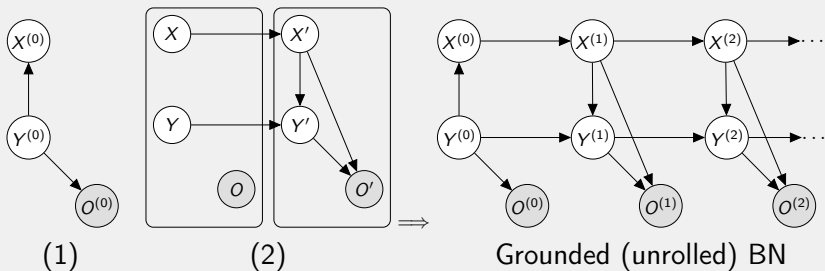 X(0) X X′ X(0) X(1) X(2) ···
Y(0) Y Y′ Y(0) Y(1) Y(2) ···
O(0) O O′ O(0) O(1) O(2)
⟹
(1) (2) Grounded (unrolled) BN